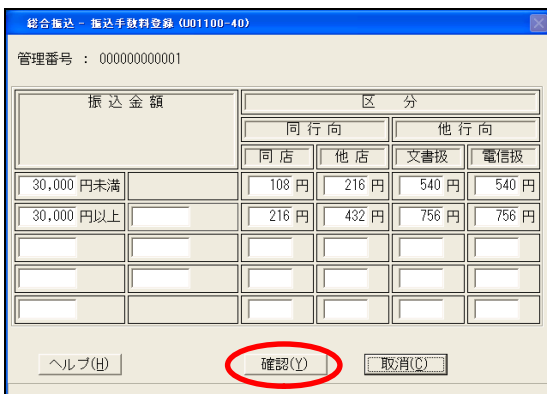 総合振込 - 振込手数料登録 (U01100-40)
管理番号 : 000000000001
振込金額 区 分
同行向 他行向
同店 他店 文書扱 電信扱
30,000 円未満 108 円 216 円 540 円 540 円
30,000 円以上 216 円 432 円 756 円 756 円
ヘルプ(H) 確認(Y) 取消(C)